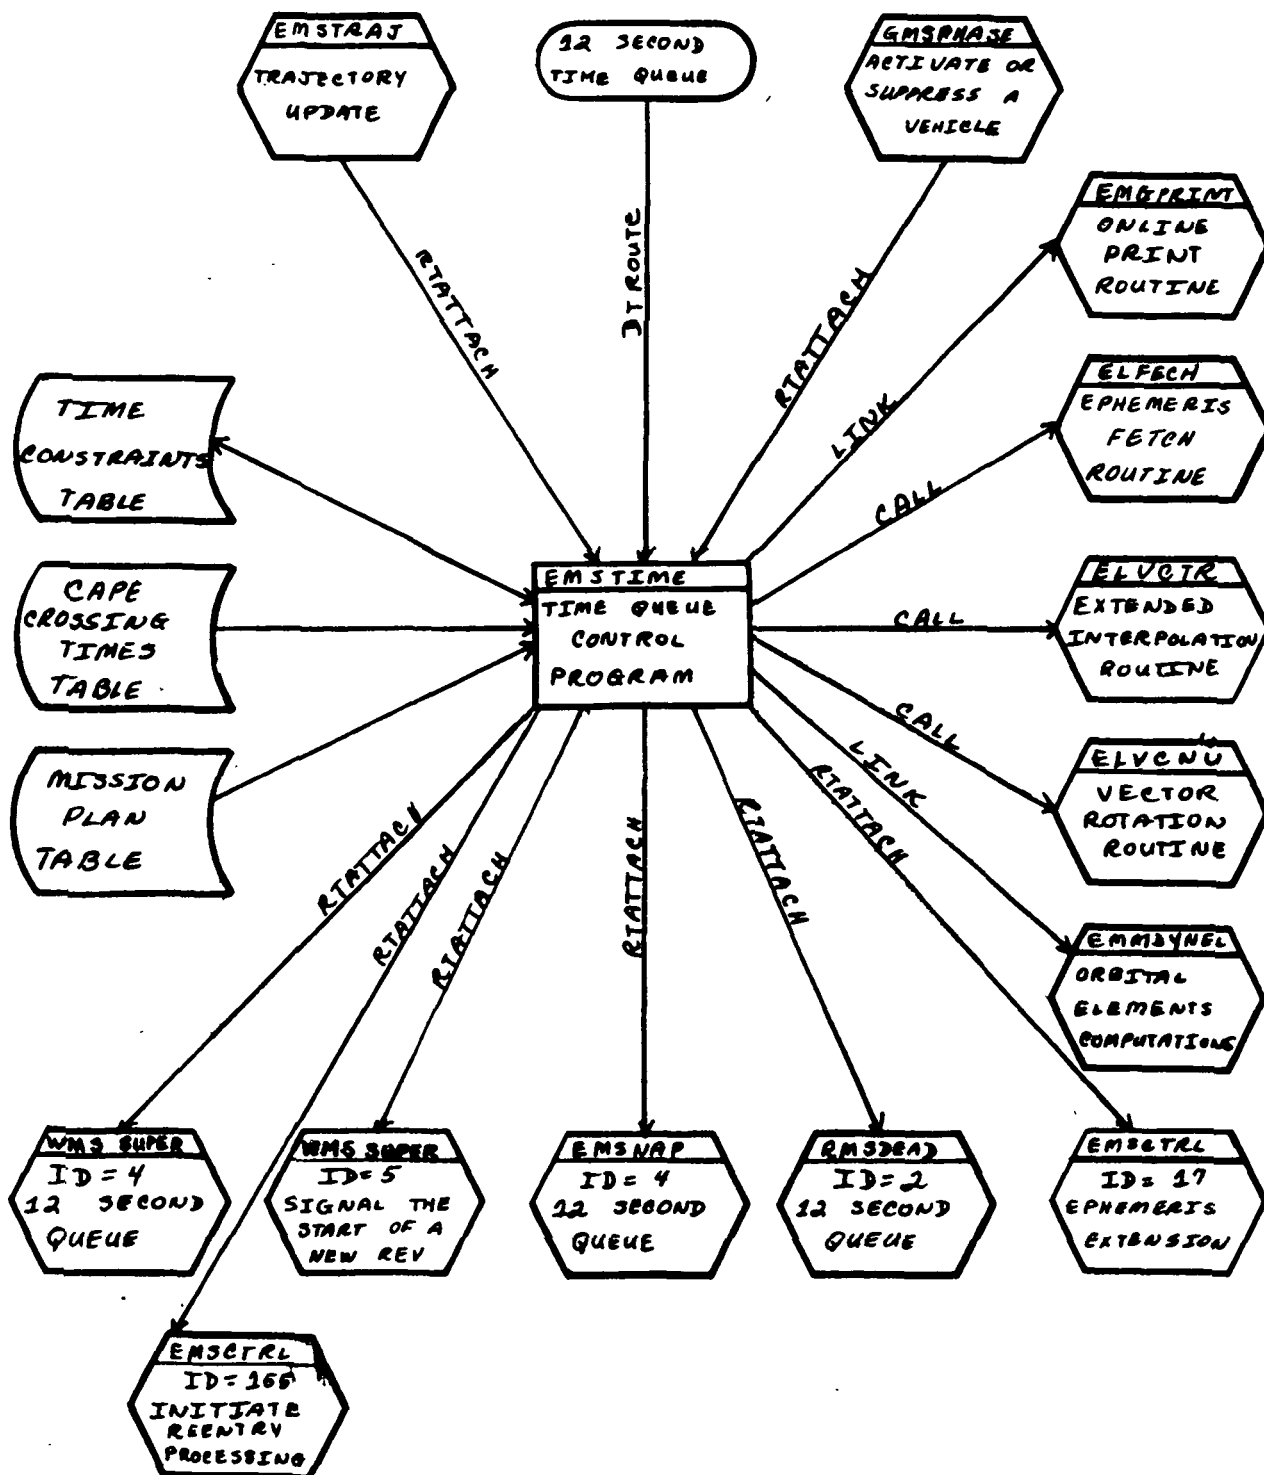 EMSTRAJ
TRAJECTORY
UPDATE
12 SECOND
TIME QUEUE
GMSPHASE
ACTIVATE OR
SUPPRESS A
VEHICLE
RTATTACH
DTROUTE
RTATTACH
EMGPRINT
ONLINE
PRINT
ROUTINE
LINK
ELFECH
EPHEMERIS
FETCH
ROUTINE
CALL
TIME
CONSTRAINTS
TABLE
CAPE
CROSSING
TIMES
TABLE
MISSION
PLAN
TABLE
EMSTIME
TIME QUEUE
CONTROL
PROGRAM
CALL
ELVCTR
EXTENDED
INTERPOLATION
ROUTINE
CALL
ELVCNV
VECTOR
ROTATION
ROUTINE
LINK
EMMDYNEL
ORBITAL
ELEMENTS
COMPUTATIONS
RTATTACH
RTATTACH
RTATTACH
RTATTACH
RTATTACH
RTATTACH
WMS SUPER
ID=4
12 SECOND
QUEUE
WMS SUPER
ID=5
SIGNAL THE
START OF A
NEW REV
EMSNAP
ID=4
12 SECOND
QUEUE
RMSDEAD
ID=2
12 SECOND
QUEUE
EMSCTRL
ID=17
EPHEMERIS
EXTENSION
EMSCTRL
ID=155
INITIATE
REENTRY
PROCESSING